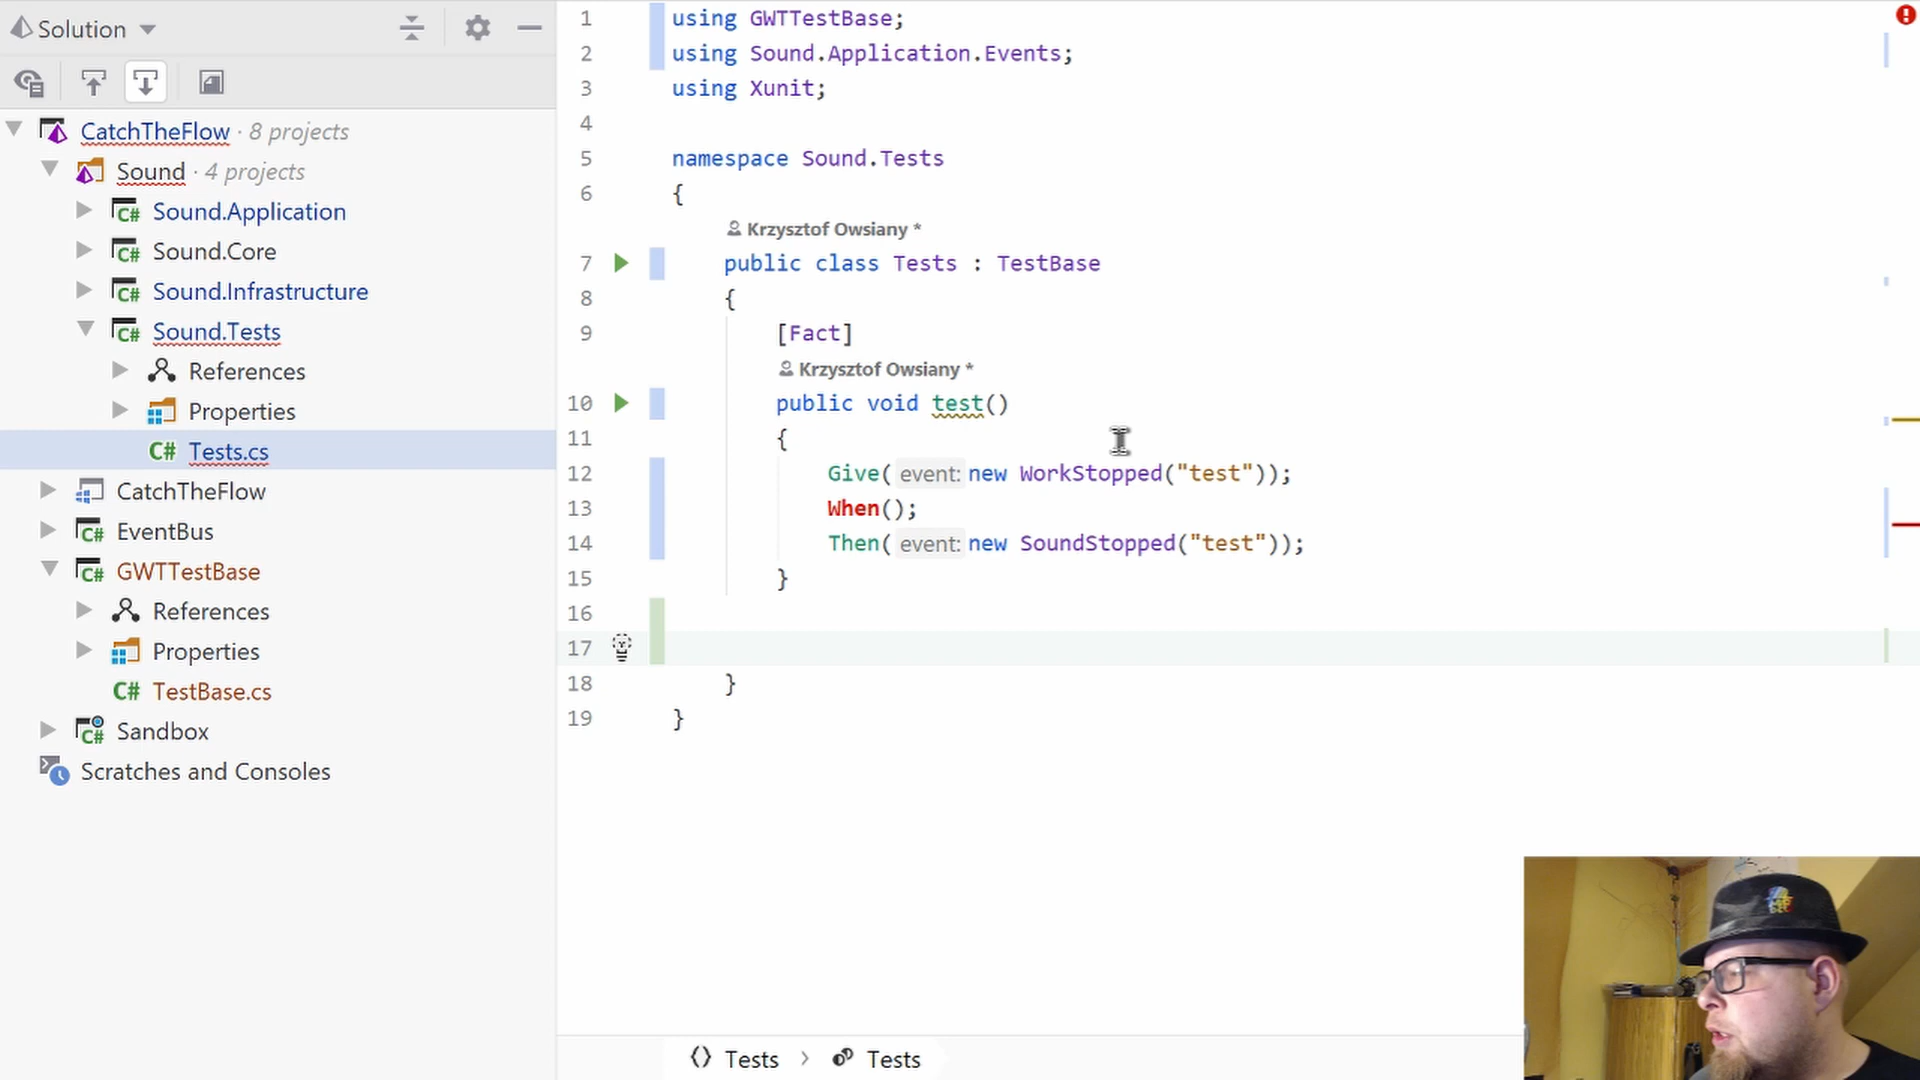 Solution
CatchTheFlow · 8 projects
Sound · 4 projects
Sound.Application
Sound.Core
Sound.Infrastructure
Sound.Tests
References
Properties
C# Tests.cs
CatchTheFlow
EventBus
GWTTestBase
References
Properties
C# TestBase.cs
Sandbox
Scratches and Consoles
1 using GWTTestBase;
2 using Sound.Application.Events;
3 using Xunit;
4
5 namespace Sound.Tests
6 {
Krzysztof Owsiany *
7 public class Tests : TestBase
8 {
9 [Fact]
Krzysztof Owsiany *
10 public void test()
11 {
12 Give( event: new WorkStopped("test"));
13 When();
14 Then( event: new SoundStopped("test"));
15 }
16
17
18 }
19 }
Tests › Tests